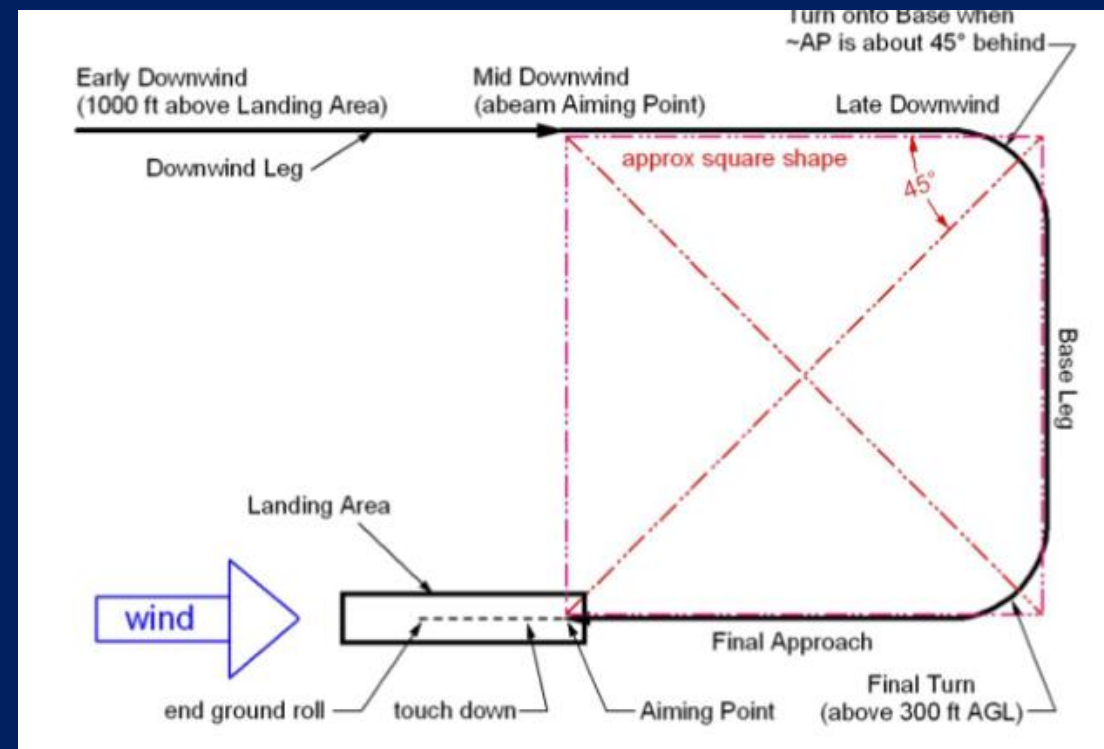 Turn onto Base when
~AP is about 45° behind
Early Downwind
(1000 ft above Landing Area)
Mid Downwind
(abeam Aiming Point)
Late Downwind
Downwind Leg
approx square shape
45°
Base Leg
Landing Area
wind
Final Approach
end ground roll
touch down
Aiming Point
Final Turn
(above 300 ft AGL)